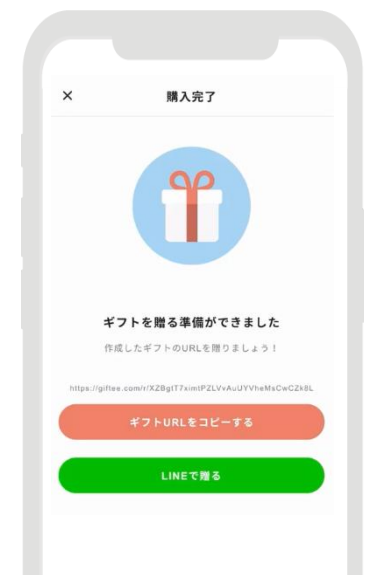 × 購入完了
ギフトを贈る準備ができました
作成したギフトのURLを贈りましょう！
https://giftee.com/r/XZBgIT7ximtPZLVvAuUYVheMsCwCZk8L
ギフトURLをコピーする
LINEで贈る